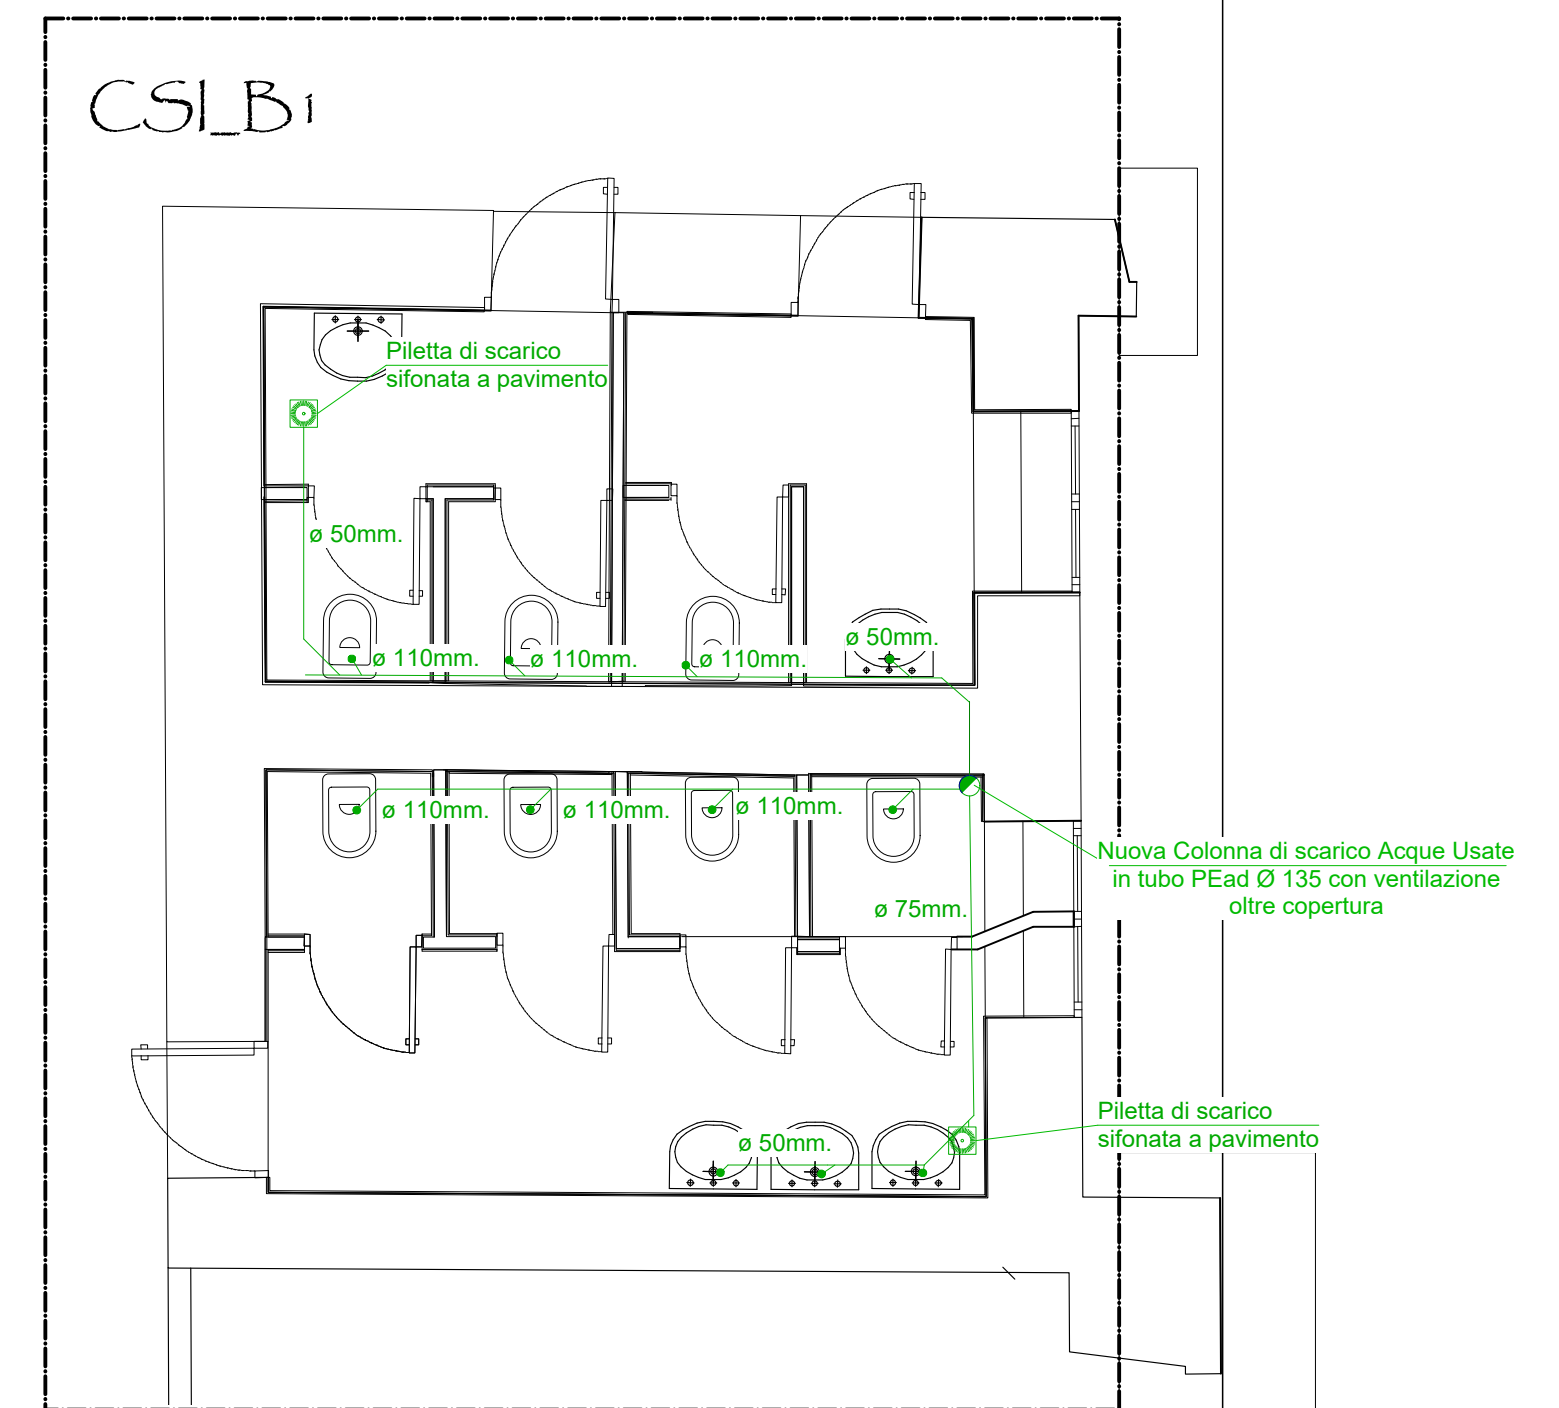 CSI_B1
Piletta di scarico
sifonata a pavimento
ø 50mm.
ø 50mm.
ø 110mm.
ø 110mm.
ø 110mm.
ø 110mm.
ø 110mm.
ø 110mm.
Nuova Colonna di scarico Acque Usate
in tubo PEad Ø 135 con ventilazione
oltre copertura
ø 75mm.
Piletta di scarico
sifonata a pavimento
ø 50mm.